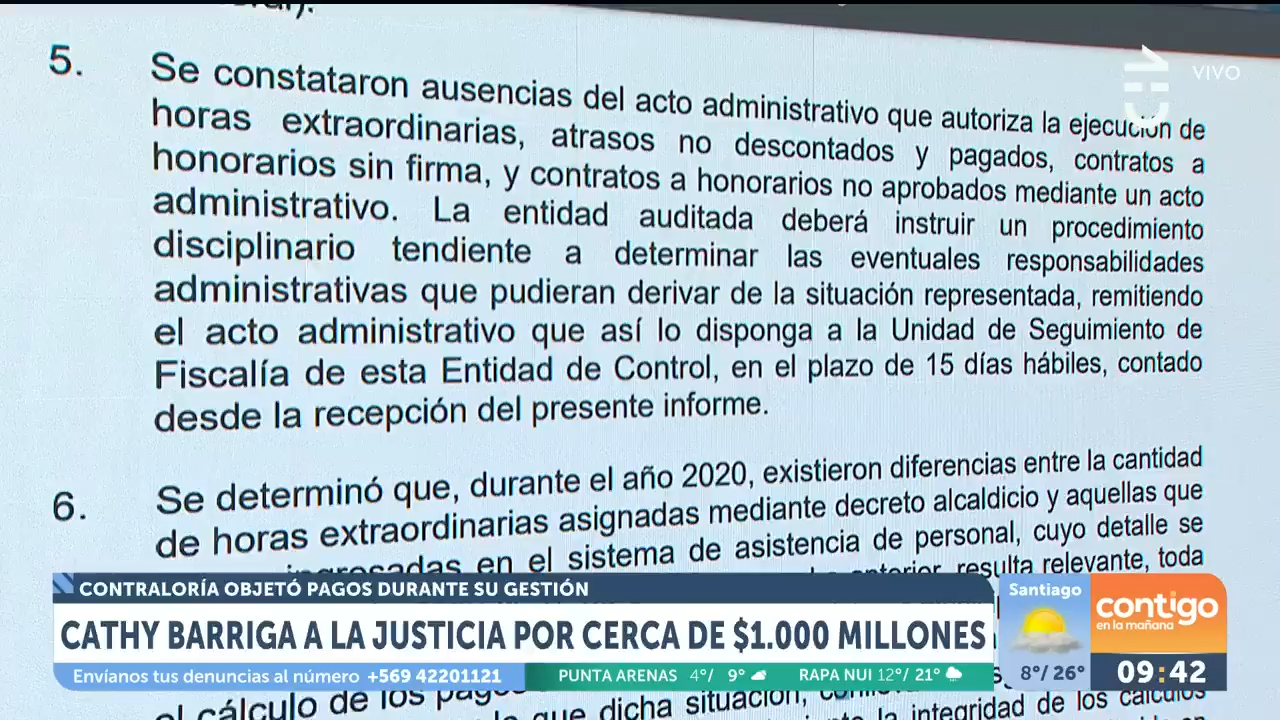 5.
Se constataron ausencias del acto administrativo que autoriza la ejecución de
horas extraordinarias, atrasos no descontados y pagados, contratos a
honorarios sin firma, y contratos a honorarios no aprobados mediante un acto
administrativo. La entidad auditada deberá instruir un procedimiento
disciplinario tendiente a determinar las eventuales responsabilidades
administrativas que pudieran derivar de la situación representada, remitiendo
el acto administrativo que así lo disponga a la Unidad de Seguimiento de
Fiscalía de esta Entidad de Control, en el plazo de 15 días hábiles, contado
desde la recepción del presente informe.
6.
Se determinó que, durante el año 2020, existieron diferencias entre la cantidad
de horas extraordinarias asignadas mediante decreto alcaldicio y aquellas que
en el sistema de asistencia de personal, cuyo detalle se
resulta relevante, toda
VIVO
CONTRALORÍA OBJETÓ PAGOS DURANTE SU GESTIÓN
CATHY BARRIGA A LA JUSTICIA POR CERCA DE $1.000 MILLONES
Envíanos tus denuncias al número +569 42201121
PUNTA ARENAS 4°/ 9° RAPA NUI 12°/ 21°
Santiago
8°/ 26°
contigo
en la mañana
09:42
el cálculo de los pagos
que dicha situación,
la integridad de los cálculos